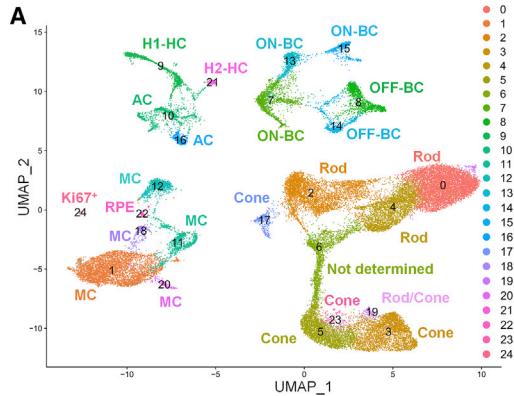 A
H1-HC
9
H2-HC
21
AC
10
16 AC
ON-BC
13
ON-BC
15
7
OFF-BC
8
ON-BC
14
OFF-BC
MC
12
Ki67+
24
RPE
22
MC
18
MC
11
1
MC
20
MC
Rod
2
Rod
0
4
Rod
Cone
17
6
Not determined
Cone
23
Rod/Cone
19
Cone
5
3
Cone
UMAP_2
15
10
5
0
-5
-10
-10
-5
0
5
10
UMAP_1
0
1
2
3
4
5
6
7
8
9
10
11
12
13
14
15
16
17
18
19
20
21
22
23
24